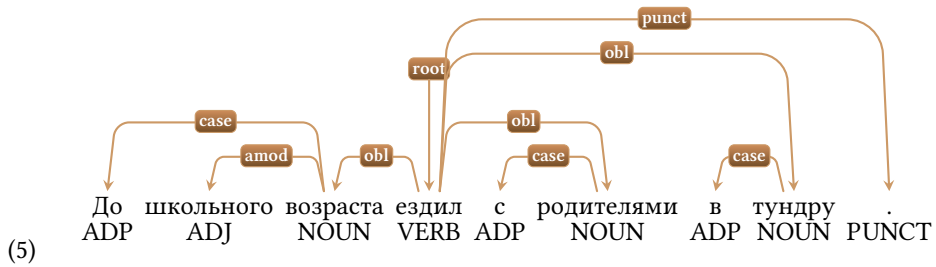 punct
obl
root
case obl
amod obl case case
До школьного возраста ездил с родителями в тундру .
ADP ADJ NOUN VERB ADP NOUN ADP NOUN PUNCT
(5)